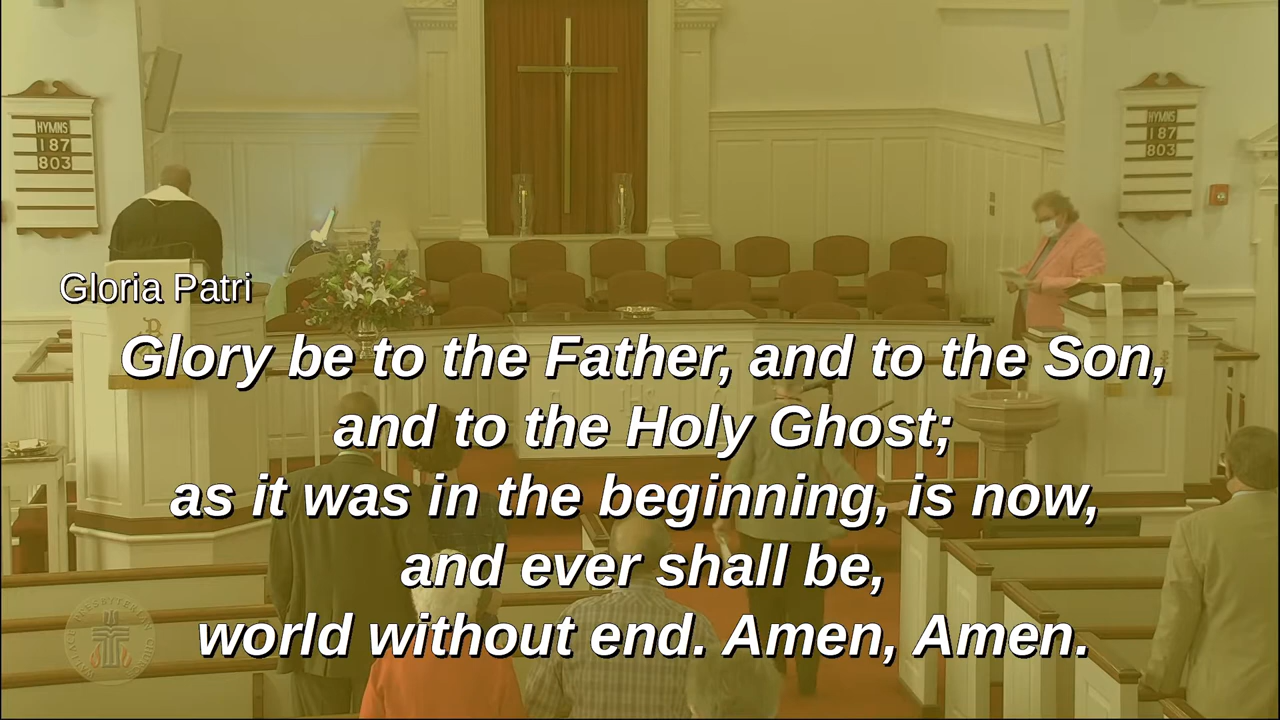 HYMNS
187
803
HYMNS
187
803
Gloria Patri
Glory be to the Father, and to the Son,
and to the Holy Ghost;
as it was in the beginning, is now,
and ever shall be,
world without end. Amen, Amen.